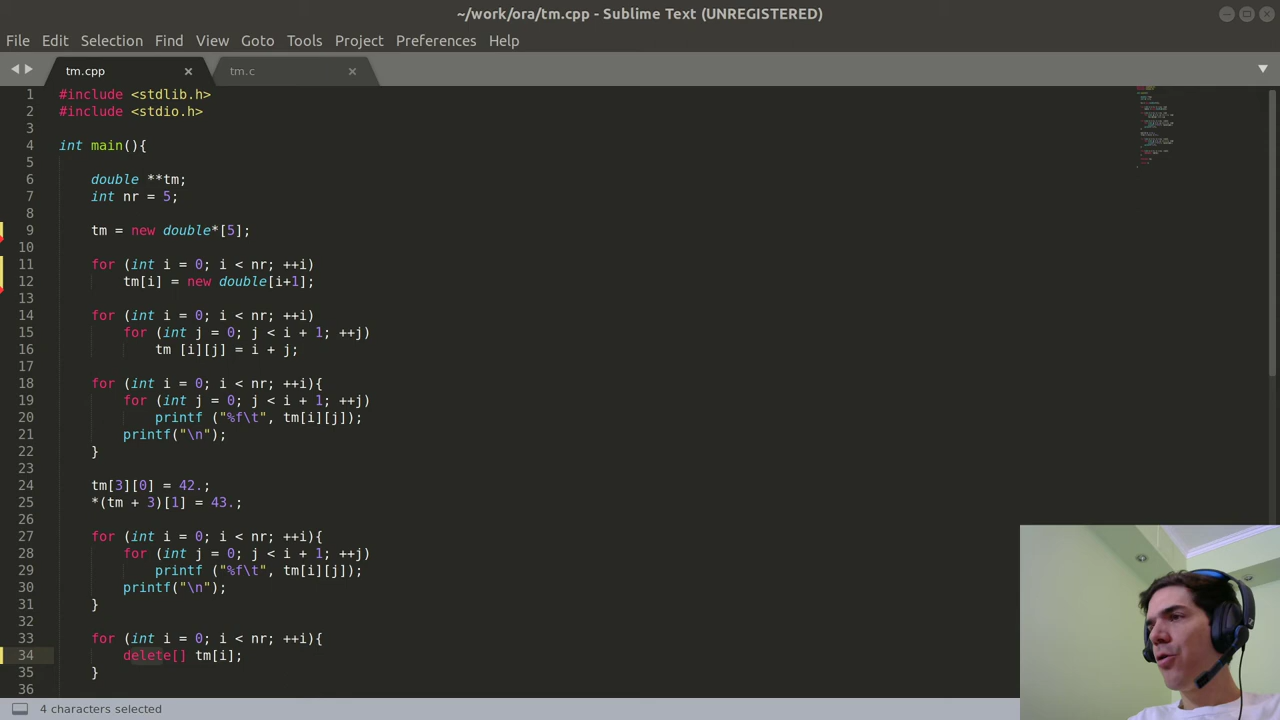 ~/work/ora/tm.cpp - Sublime Text (UNREGISTERED)
File Edit Selection Find View Goto Tools Project Preferences Help
tm.cpp × tm.c ×
1 #include <stdlib.h>
2 #include <stdio.h>
3
4 int main(){
5
6 double **tm;
7 int nr = 5;
8
9 tm = new double*[5];
10
11 for (int i = 0; i < nr; ++i)
12 tm[i] = new double[i+1];
13
14 for (int i = 0; i < nr; ++i)
15 for (int j = 0; j < i + 1; ++j)
16 tm [i][j] = i + j;
17
18 for (int i = 0; i < nr; ++i){
19 for (int j = 0; j < i + 1; ++j)
20 printf ("%f\t", tm[i][j]);
21 printf("\n");
22 }
23
24 tm[3][0] = 42.;
25 *(tm + 3)[1] = 43.;
26
27 for (int i = 0; i < nr; ++i){
28 for (int j = 0; j < i + 1; ++j)
29 printf ("%f\t", tm[i][j]);
30 printf("\n");
31 }
32
33 for (int i = 0; i < nr; ++i){
34 delete[] tm[i];
35 }
36
4 characters selected